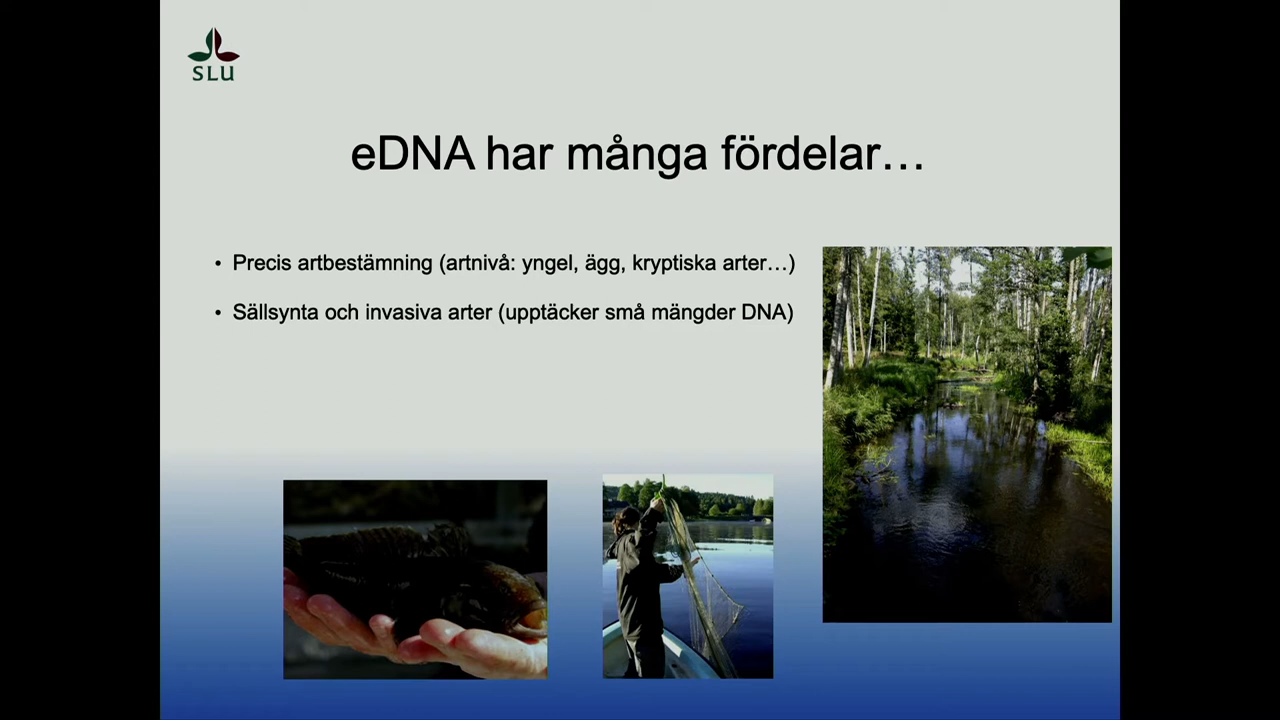 SLU
eDNA har många fördelar…
• Precis artbestämning (artnivå: yngel, ägg, kryptiska arter…)
• Sällsynta och invasiva arter (upptäcker små mängder DNA)